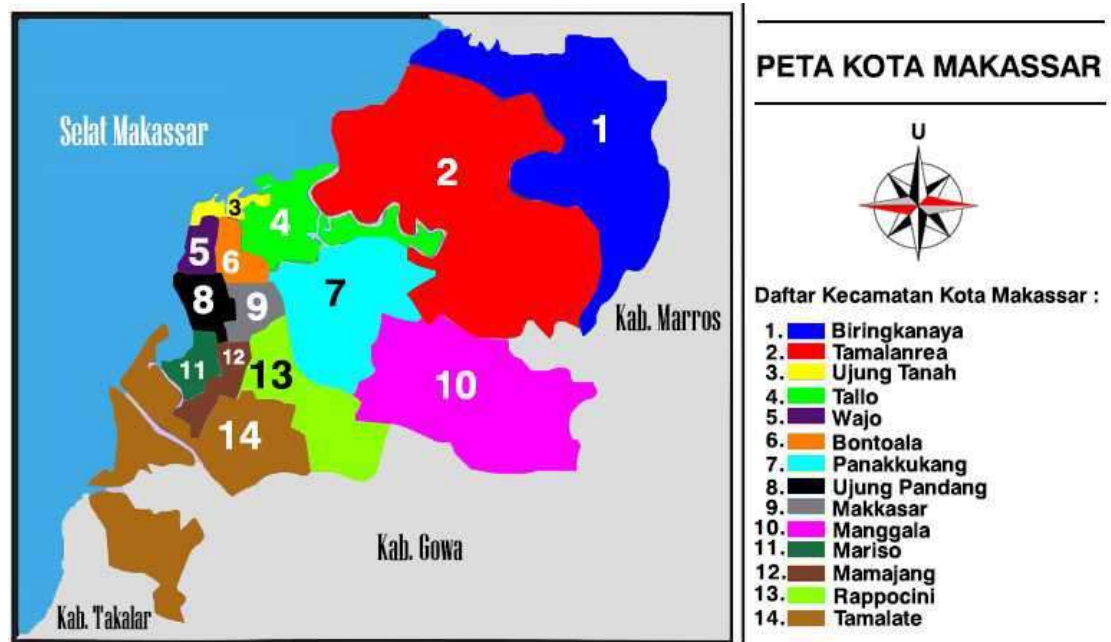 PETA KOTA MAKASSAR
U
Selat Makassar
1
2
3
4
5
6
7
8
9
10
11
12
13
14
Kab. Marros
Kab. Gowa
Kab. Takalar
Daftar Kecamatan Kota Makassar :
1. Biringkanaya
2. Tamalanrea
3. Ujung Tanah
4. Tallo
5. Wajo
6. Bontoala
7. Panakkukang
8. Ujung Pandang
9. Makkasar
10. Manggala
11. Mariso
12. Mamajang
13. Rappocini
14. Tamalate